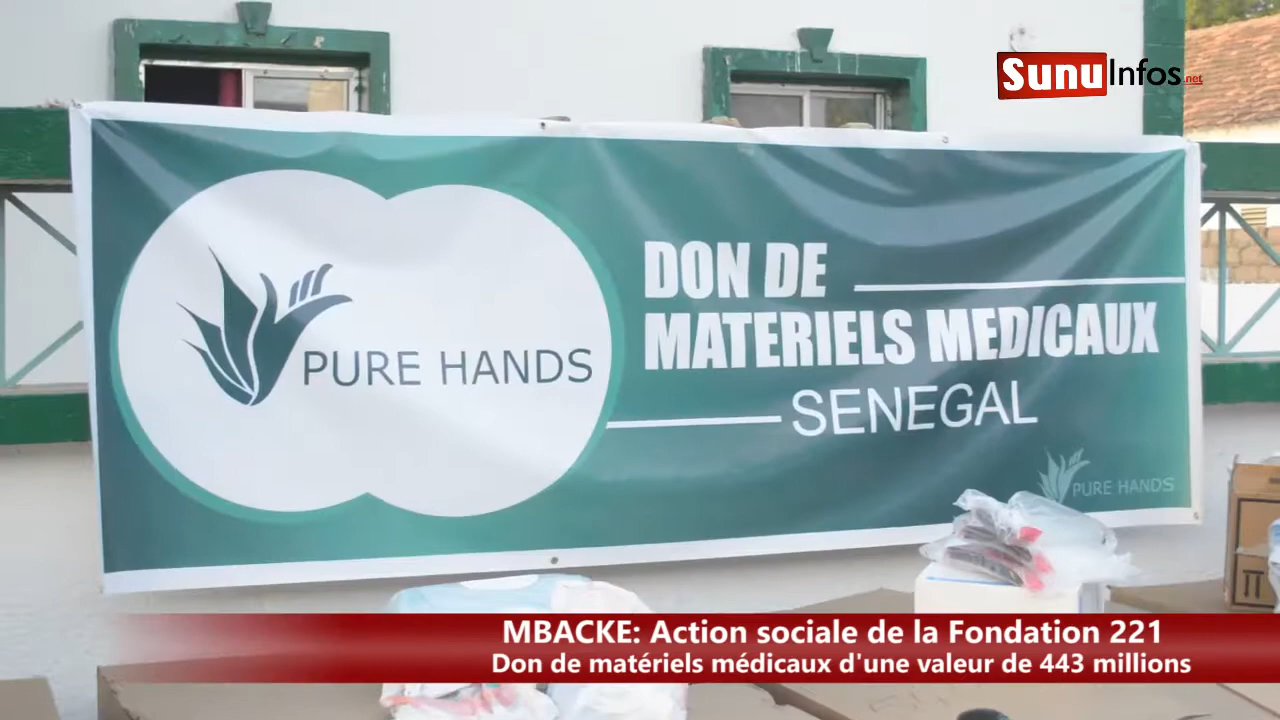 SunuInfos.net
PURE HANDS
DON DE
MATERIELS MEDICAUX
SENEGAL
PURE HANDS
MBACKE: Action sociale de la Fondation 221
Don de matériels médicaux d'une valeur de 443 millions